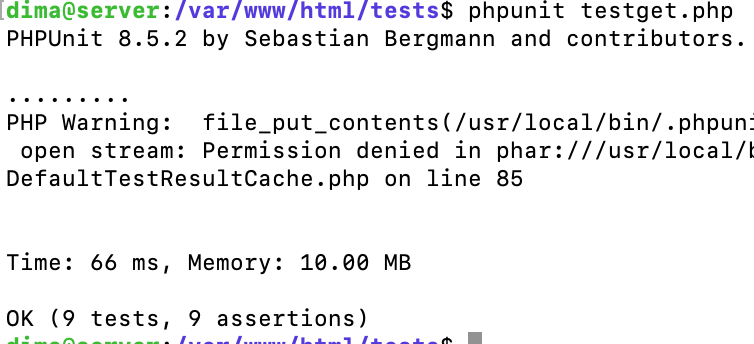 dima@server:/var/www/html/tests$ phpunit testget.php
PHPUnit 8.5.2 by Sebastian Bergmann and contributors.
.........
PHP Warning:  file_put_contents(/usr/local/bin/.phpuni
 open stream: Permission denied in phar:///usr/local/b
DefaultTestResultCache.php on line 85
Time: 66 ms, Memory: 10.00 MB
OK (9 tests, 9 assertions)
dima@server:/var/www/html/tests$